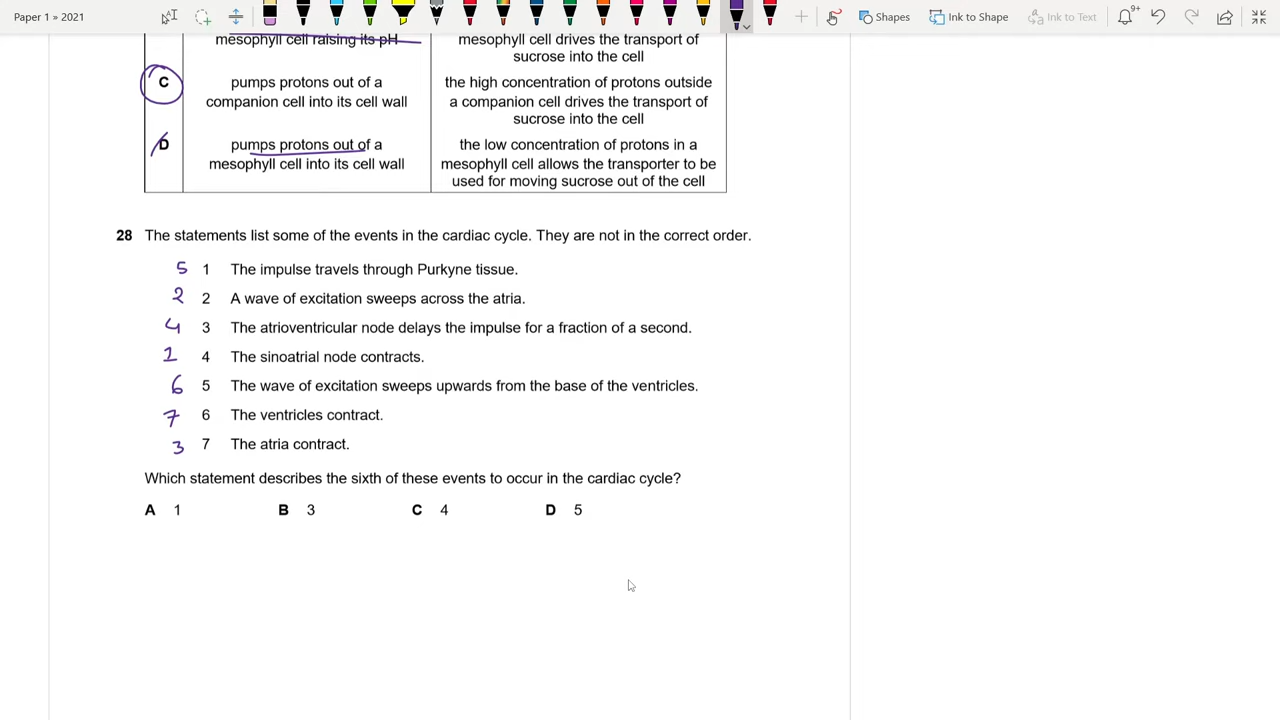 Paper 1 » 2021
Shapes
Ink to Shape
Ink to Text
9+
mesophyll cell raising its pH
mesophyll cell drives the transport of
sucrose into the cell
C
pumps protons out of a
companion cell into its cell wall
the high concentration of protons outside
a companion cell drives the transport of
sucrose into the cell
D
pumps protons out of a
mesophyll cell into its cell wall
the low concentration of protons in a
mesophyll cell allows the transporter to be
used for moving sucrose out of the cell
28 The statements list some of the events in the cardiac cycle. They are not in the correct order.
5 1 The impulse travels through Purkyne tissue.
2 2 A wave of excitation sweeps across the atria.
4 3 The atrioventricular node delays the impulse for a fraction of a second.
1 4 The sinoatrial node contracts.
6 5 The wave of excitation sweeps upwards from the base of the ventricles.
7 6 The ventricles contract.
3 7 The atria contract.
Which statement describes the sixth of these events to occur in the cardiac cycle?
A 1 B 3 C 4 D 5